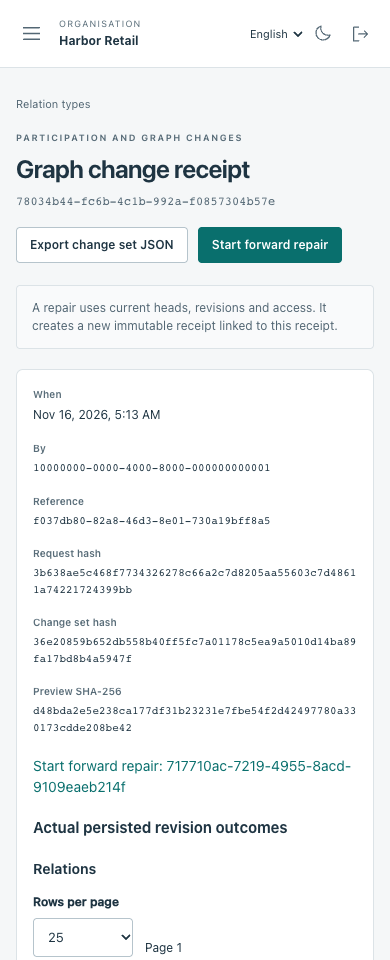 ORGANISATION
Harbor Retail
English
Relation types
PARTICIPATION AND GRAPH CHANGES
Graph change receipt
78034b44-fc6b-4c1b-992a-f0857304b57e
Export change set JSON
Start forward repair
A repair uses current heads, revisions and access. It
creates a new immutable receipt linked to this receipt.
When
Nov 16, 2026, 5:13 AM
By
10000000-0000-4000-8000-000000000001
Reference
f037db80-82a8-46d3-8e01-730a19bff8a5
Request hash
3b638ae5c468f7734326278c66a2c7d8205aa55603c7d4861
1a74221724399bb
Change set hash
36e20859b652db558b40ff5fc7a01178c5ea9a5010d14ba89
fa17bd8b4a5947f
Preview SHA-256
d48bda2e5e238ca177df31b23231e7fbe54f2d42497780a33
0173cdde208be42
Start forward repair: 717710ac-7219-4955-8acd-
9109eaeb214f
Actual persisted revision outcomes
Relations
Rows per page
25
Page 1